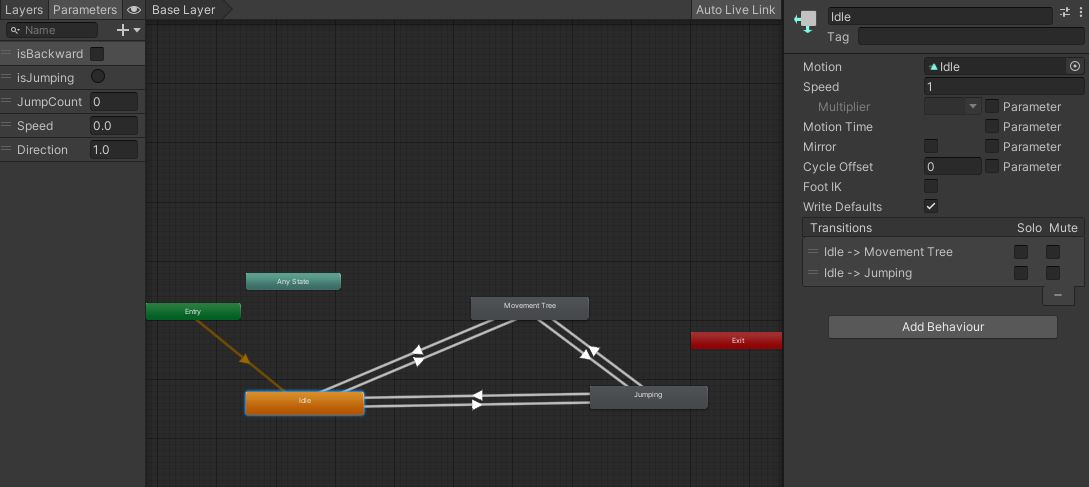 Layers Parameters
Name
isBackward
isJumping
JumpCount 0
Speed 0.0
Direction 1.0
Base Layer
Auto Live Link
Any State
Entry
Movement Tree
Exit
Idle
Jumping
Idle
Tag
Motion Idle
Speed 1
Multiplier Parameter
Motion Time Parameter
Mirror Parameter
Cycle Offset 0 Parameter
Foot IK
Write Defaults
Transitions Solo Mute
Idle -> Movement Tree
Idle -> Jumping
Add Behaviour